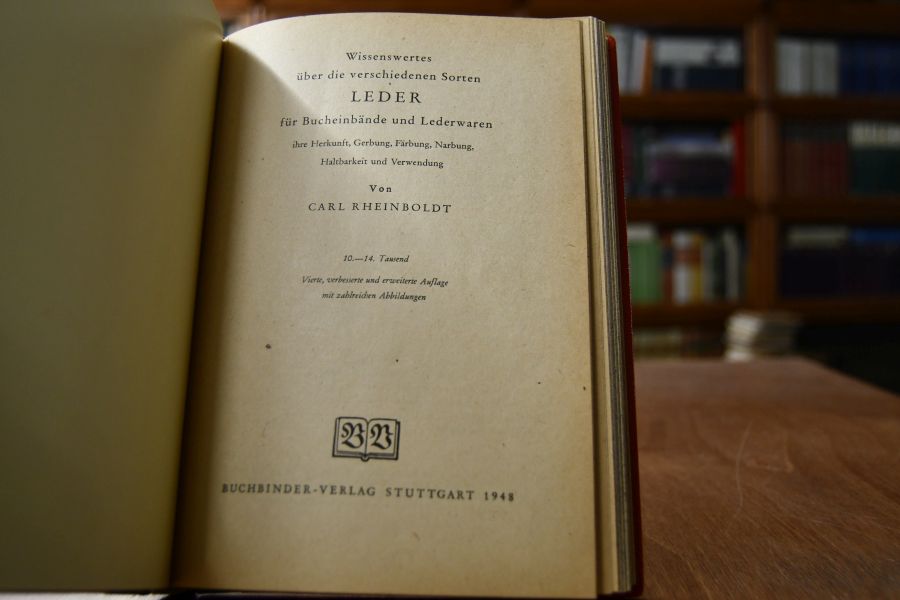 Wissenswertes
über die verschiedenen Sorten
LEDER
für Bucheinbände und Lederwaren
ihre Herkunft, Gerbung, Färbung, Narbung,
Haltbarkeit und Verwendung
Von
CARL RHEINBOLDT
10.—14. Tausend
Vierte, verbesserte und erweiterte Auflage
mit zahlreichen Abbildungen
BV
BUCHBINDER-VERLAG STUTTGART 1948